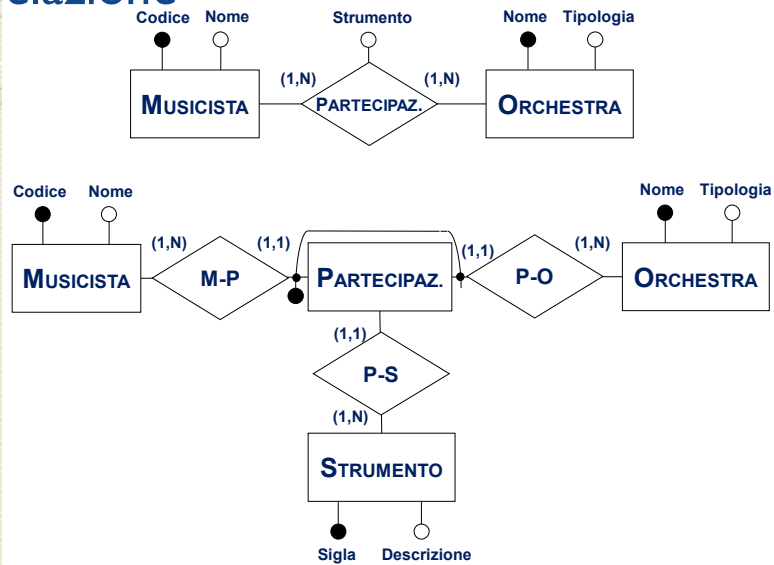 Codice Nome Strumento Nome Tipologia
(1,N) (1,N)
MUSICISTA PARTECIPAZ. ORCHESTRA
Codice Nome Nome Tipologia
(1,N) (1,1) (1,1) (1,N)
MUSICISTA M-P PARTECIPAZ. P-O ORCHESTRA
(1,1)
P-S
(1,N)
STRUMENTO
Sigla Descrizione